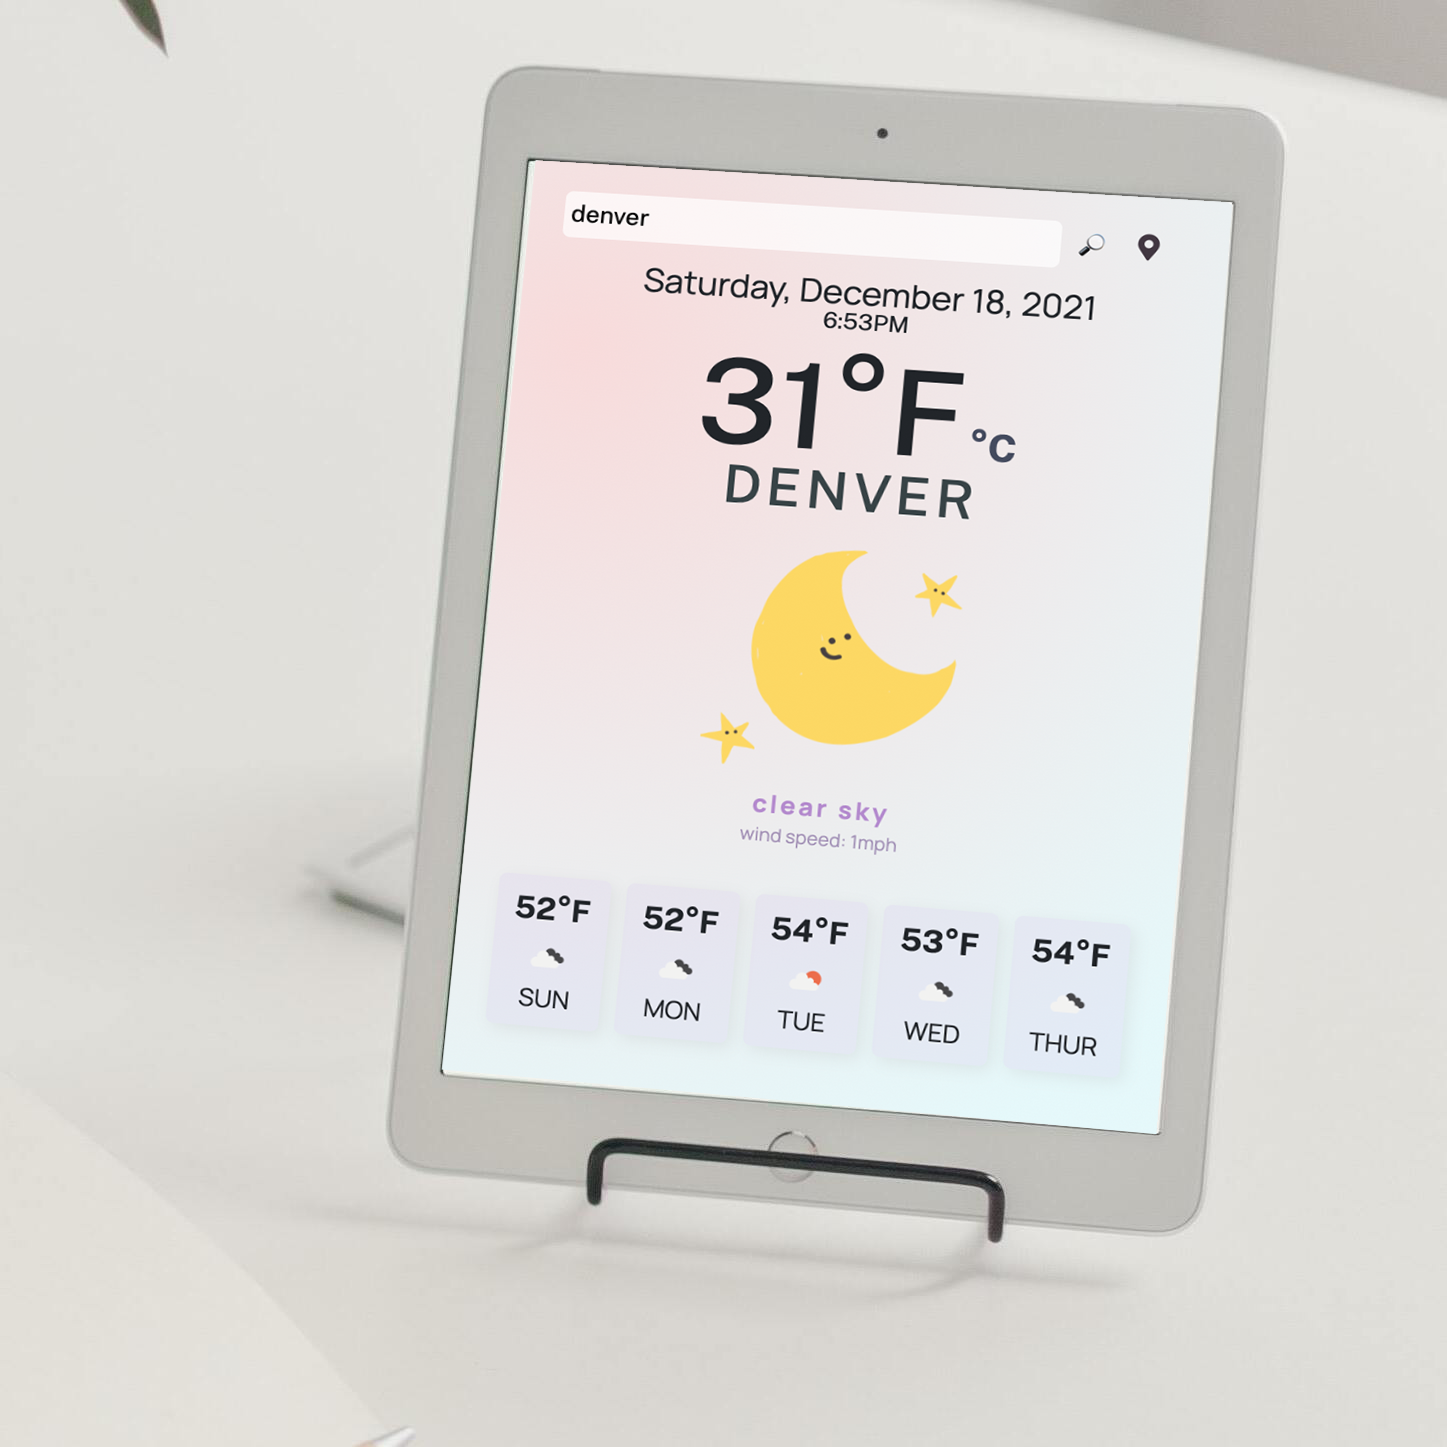 denver
Saturday, December 18, 2021
6:53PM
31°F °C
DENVER
clear sky
wind speed: 1mph
52°F 52°F 54°F 53°F 54°F
SUN MON TUE WED THUR